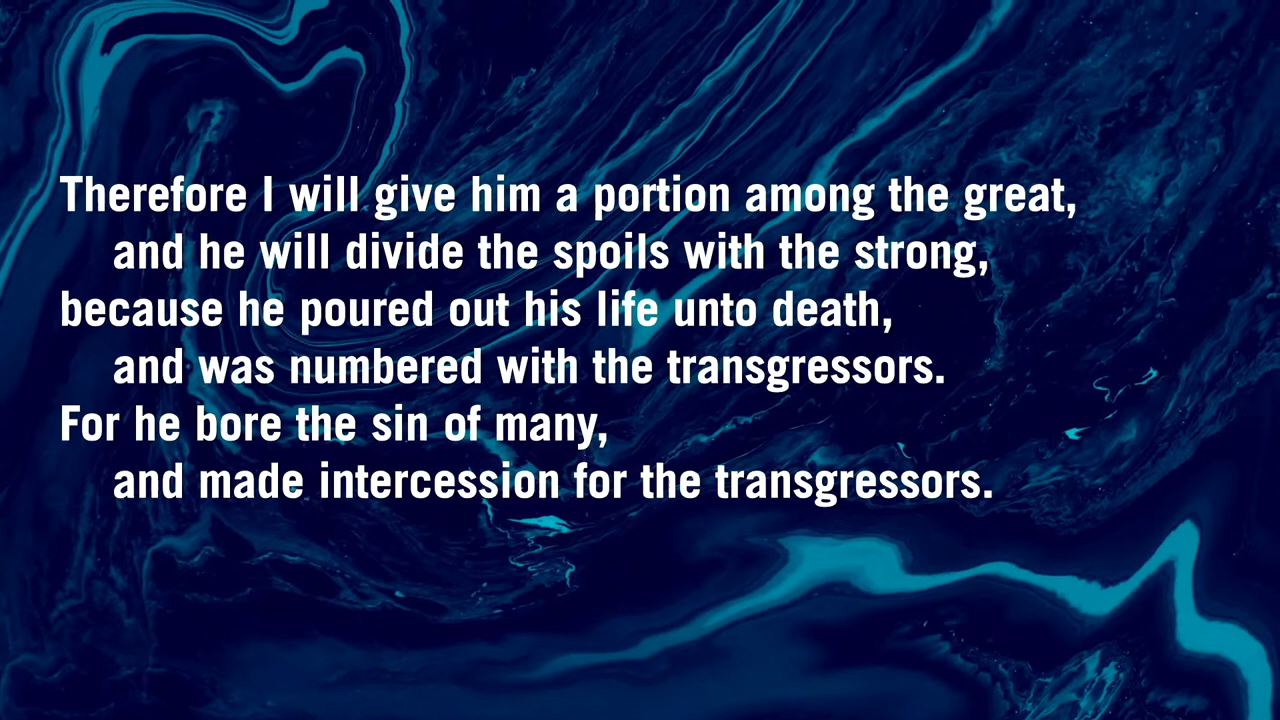 Therefore I will give him a portion among the great,
and he will divide the spoils with the strong,
because he poured out his life unto death,
and was numbered with the transgressors.
For he bore the sin of many,
and made intercession for the transgressors.